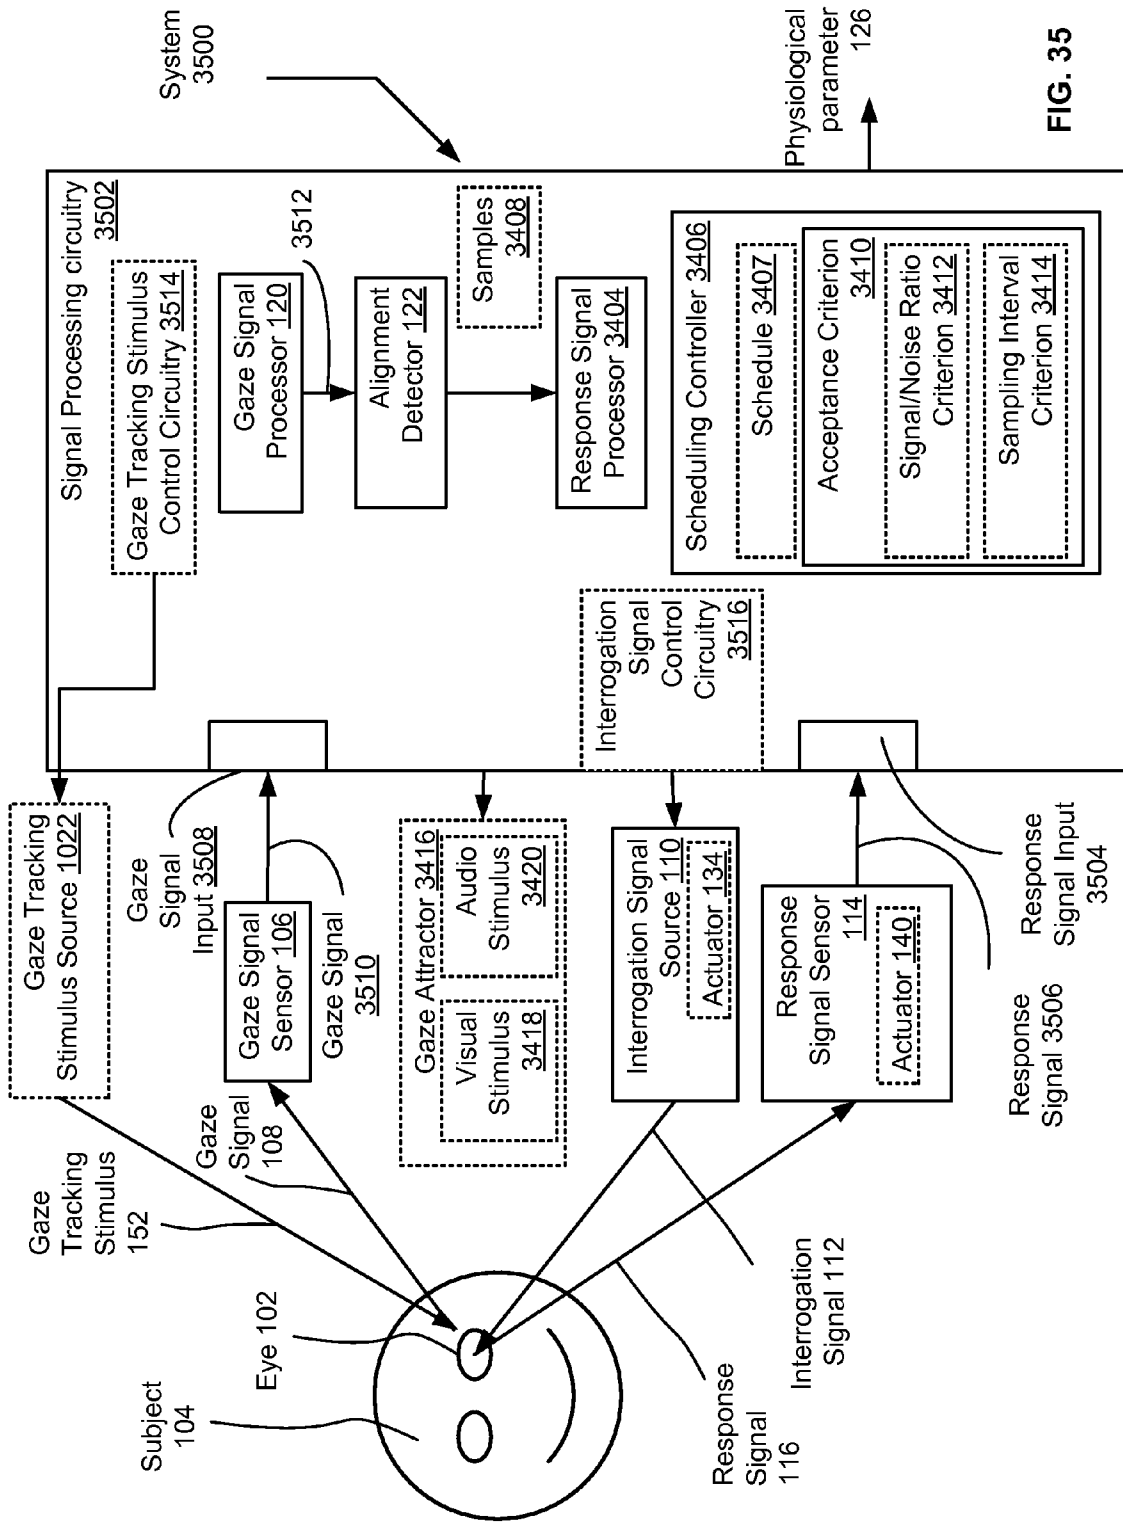 System
3500
Signal Processing circuitry
3502
Gaze Tracking Stimulus
Control Circuitry 3514
Gaze Signal
Processor 120
3512
Alignment
Detector 122
Samples
3408
Response Signal
Processor 3404
Scheduling Controller 3406
Schedule 3407
Acceptance Criterion
3410
Signal/Noise Ratio
Criterion 3412
Sampling Interval
Criterion 3414
Physiological
parameter
126
Interrogation
Signal
Control
Circuitry
3516
Gaze Tracking
Stimulus Source 1022
Gaze
Signal
Input 3508
Gaze Signal
Sensor 106
Gaze Signal
3510
Gaze Attractor 3416
Visual
Stimulus
3418
Audio
Stimulus
3420
Interrogation Signal
Source 110
Actuator 134
Response
Signal Sensor
114
Actuator 140
Response
Signal Input
3504
Response
Signal 3506
Gaze
Tracking
Stimulus
152
Gaze
Signal
108
Eye 102
Subject
104
Response
Signal
116
Interrogation
Signal 112
FIG. 35